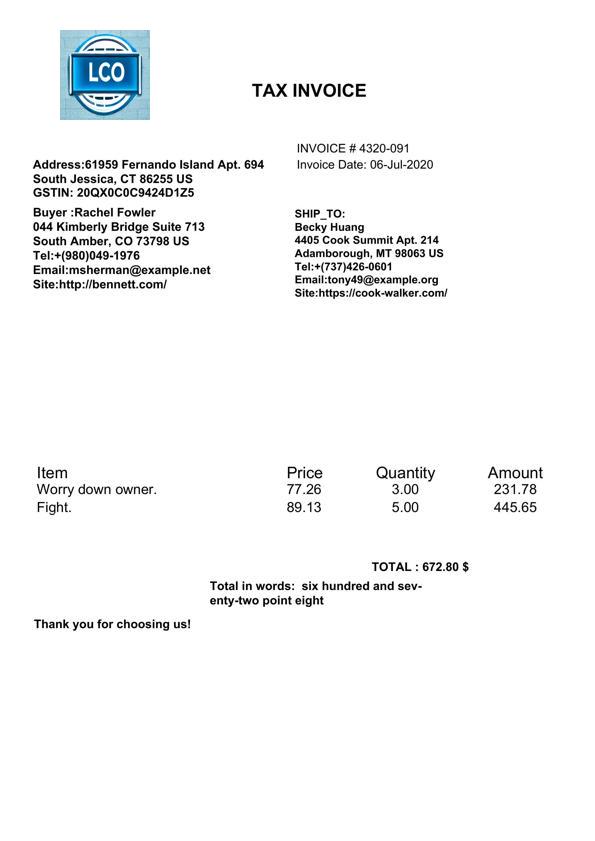 LCO
TAX INVOICE
INVOICE # 4320-091
Invoice Date: 06-Jul-2020
Address:61959 Fernando Island Apt. 694
South Jessica, CT 86255 US
GSTIN: 20QX0C0C9424D1Z5
Buyer :Rachel Fowler
044 Kimberly Bridge Suite 713
South Amber, CO 73798 US
Tel:+(980)049-1976
Email:msherman@example.net
Site:http://bennett.com/
SHIP_TO:
Becky Huang
4405 Cook Summit Apt. 214
Adamborough, MT 98063 US
Tel:+(737)426-0601
Email:tony49@example.org
Site:https://cook-walker.com/
Item Price Quantity Amount
Worry down owner. 77.26 3.00 231.78
Fight. 89.13 5.00 445.65
TOTAL : 672.80 $
Total in words:  six hundred and sev-
enty-two point eight
Thank you for choosing us!